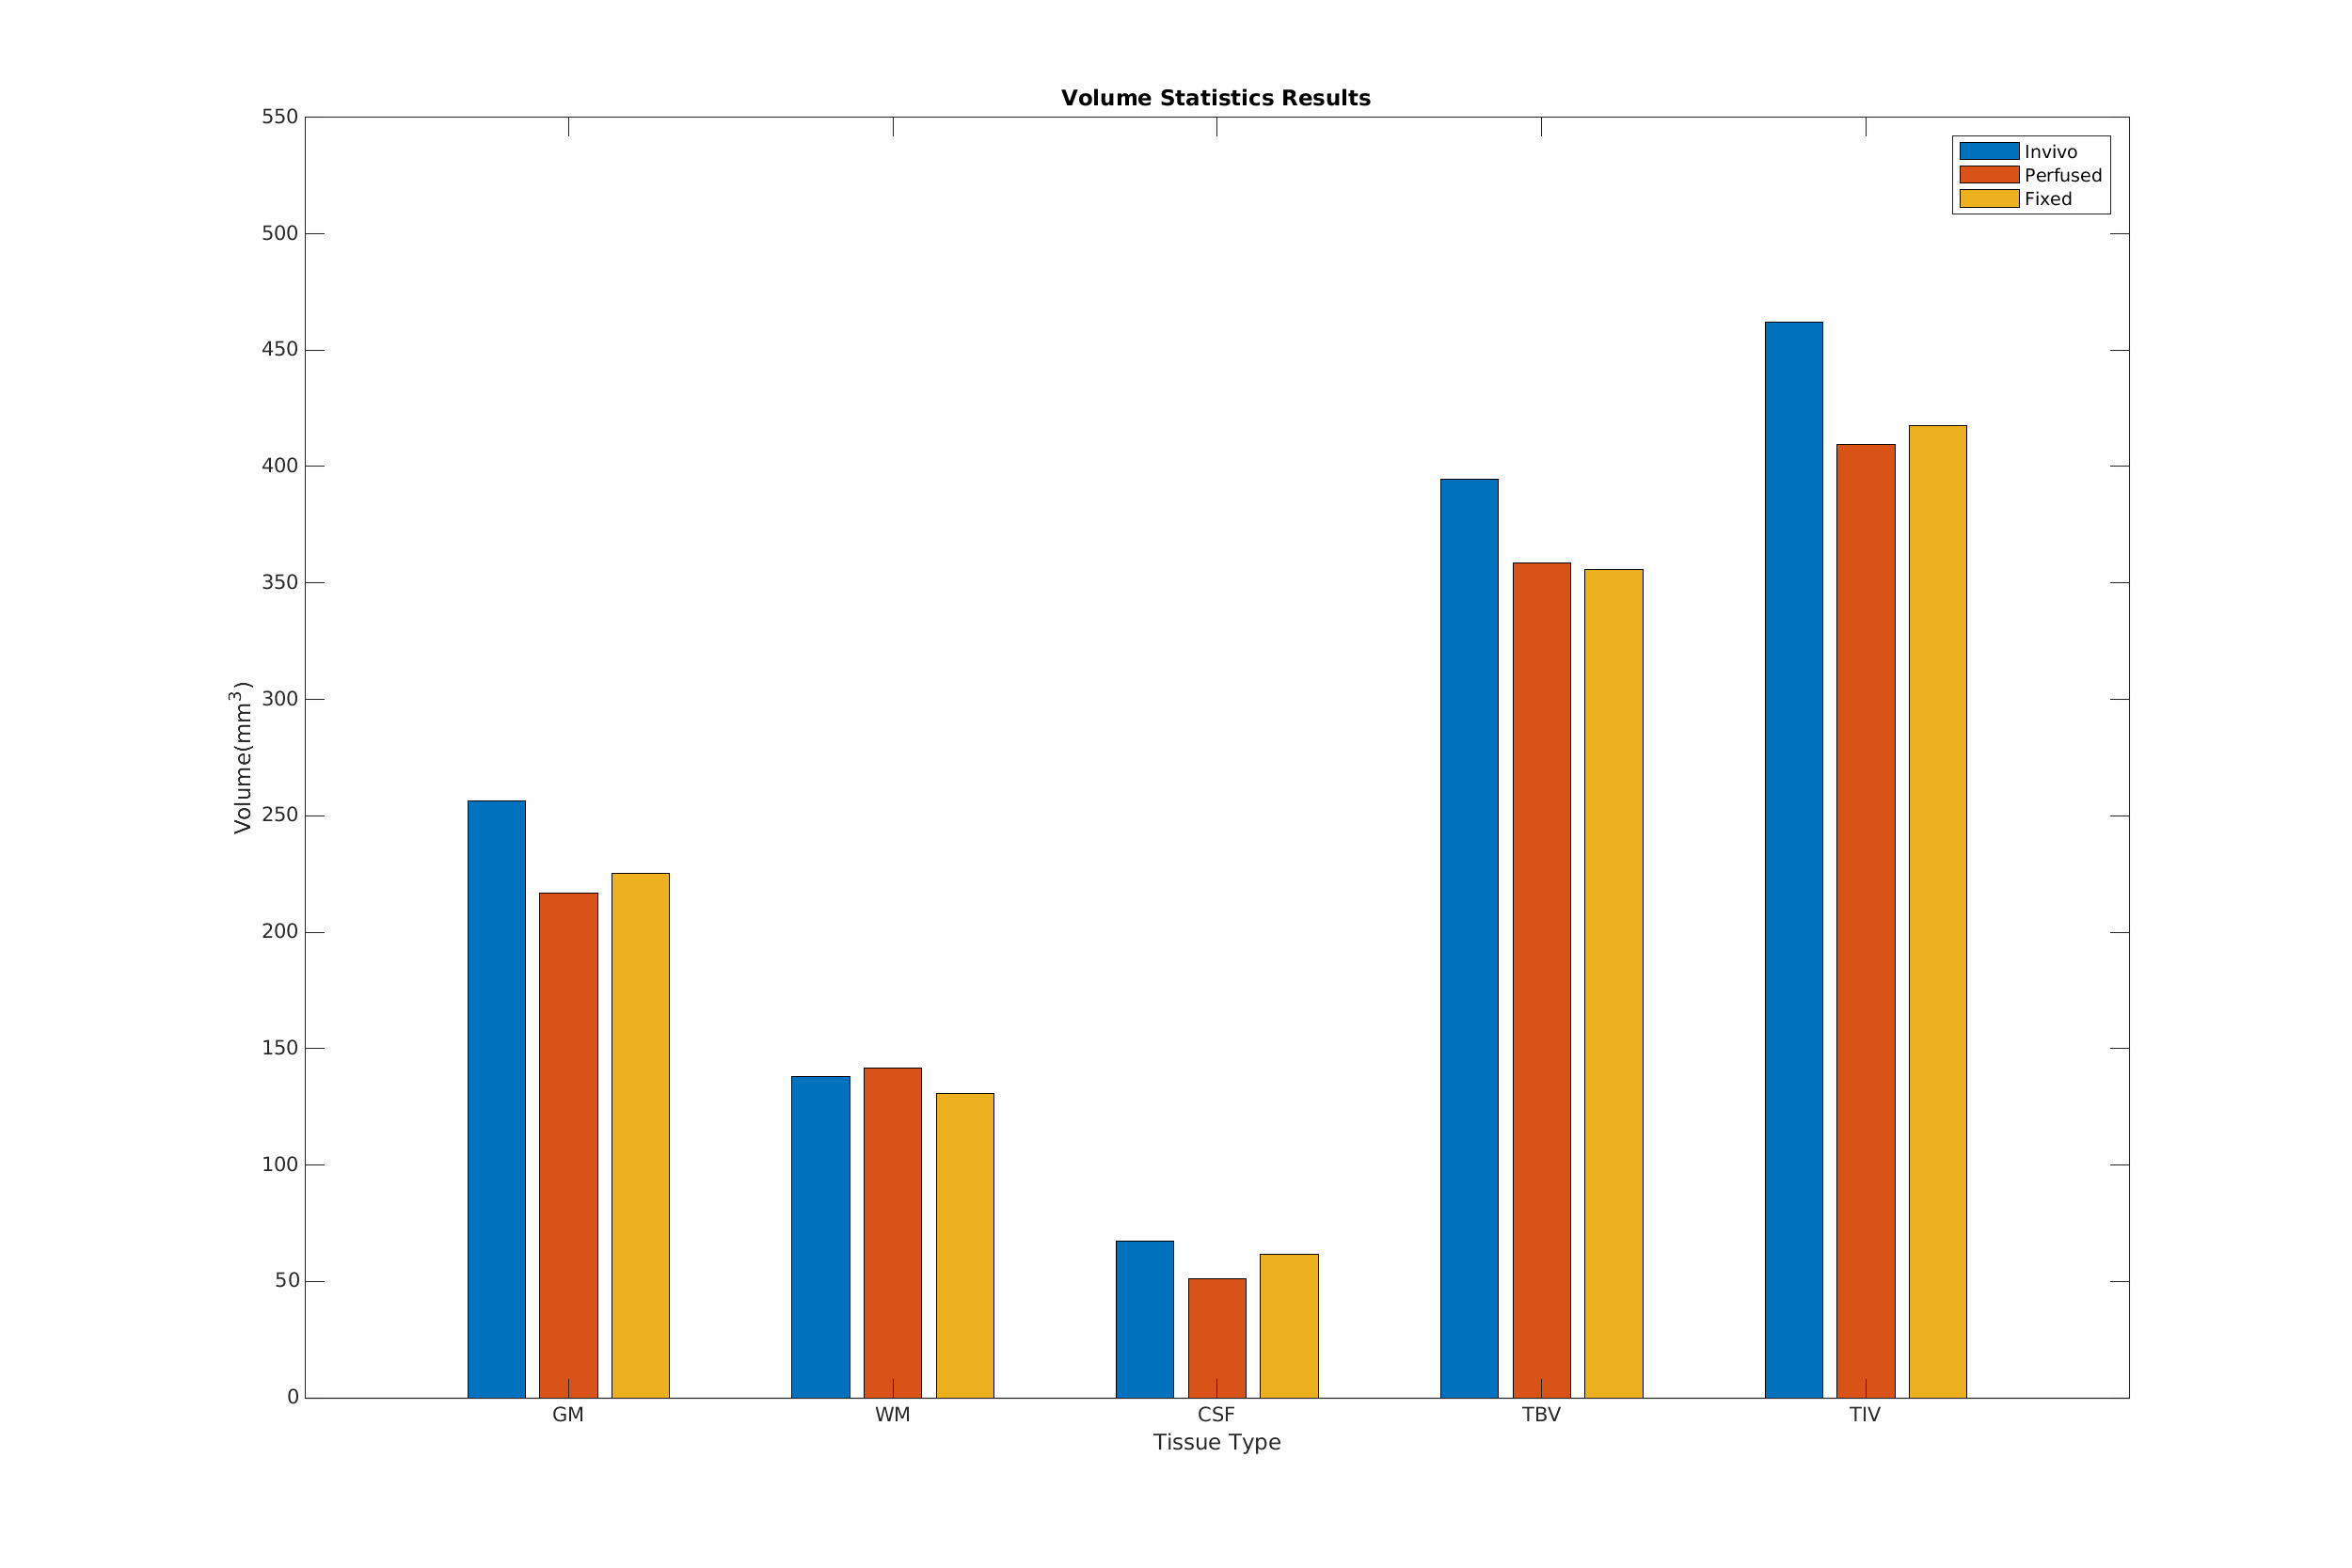 Volume Statistics Results
550
500
450
400
350
300
250
200
150
100
50
0
Volume(mm³)
Invivo
Perfused
Fixed
GM WM CSF TBV TIV
Tissue Type